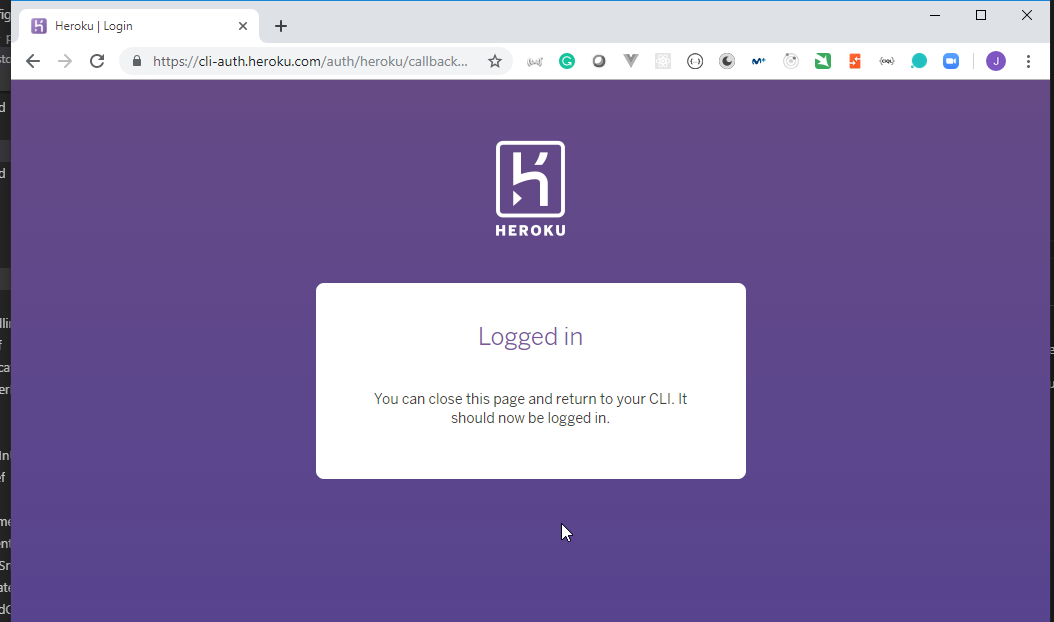 Heroku | Login
https://cli-auth.heroku.com/auth/heroku/callback...
J
HEROKU
Logged in
You can close this page and return to your CLI. It
should now be logged in.